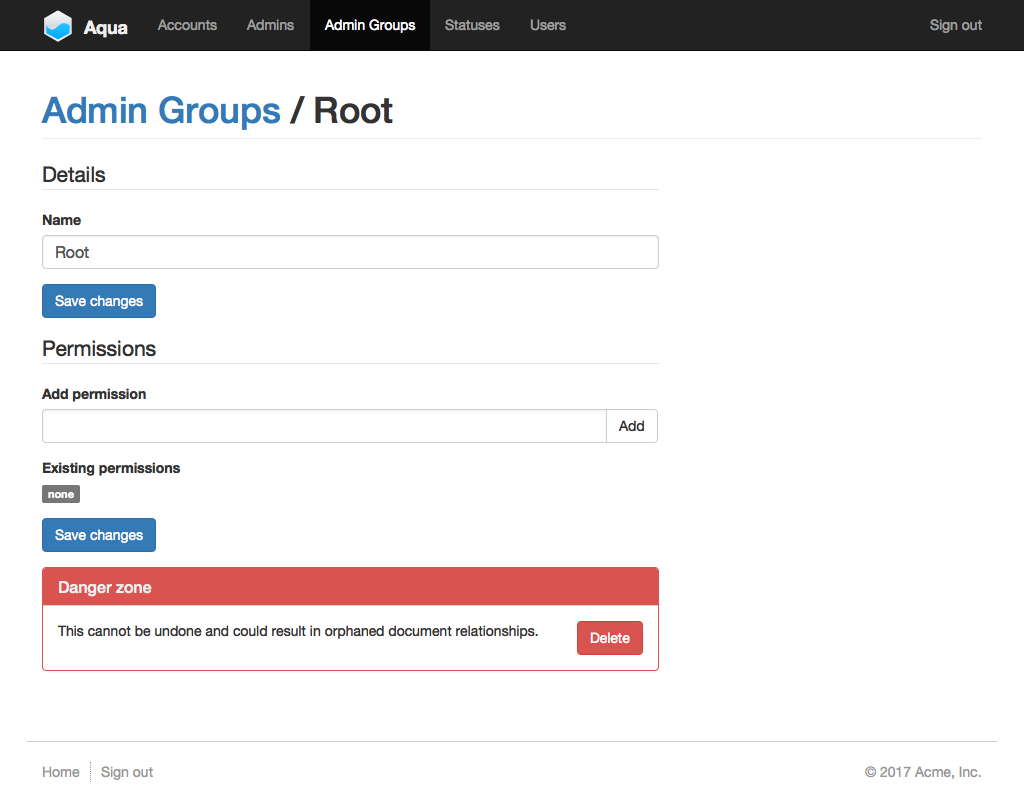 Aqua Accounts Admins Admin Groups Statuses Users Sign out
Admin Groups / Root
Details
Name
Root
Save changes
Permissions
Add permission
Add
Existing permissions
none
Save changes
Danger zone
This cannot be undone and could result in orphaned document relationships.
Delete
Home Sign out © 2017 Acme, Inc.